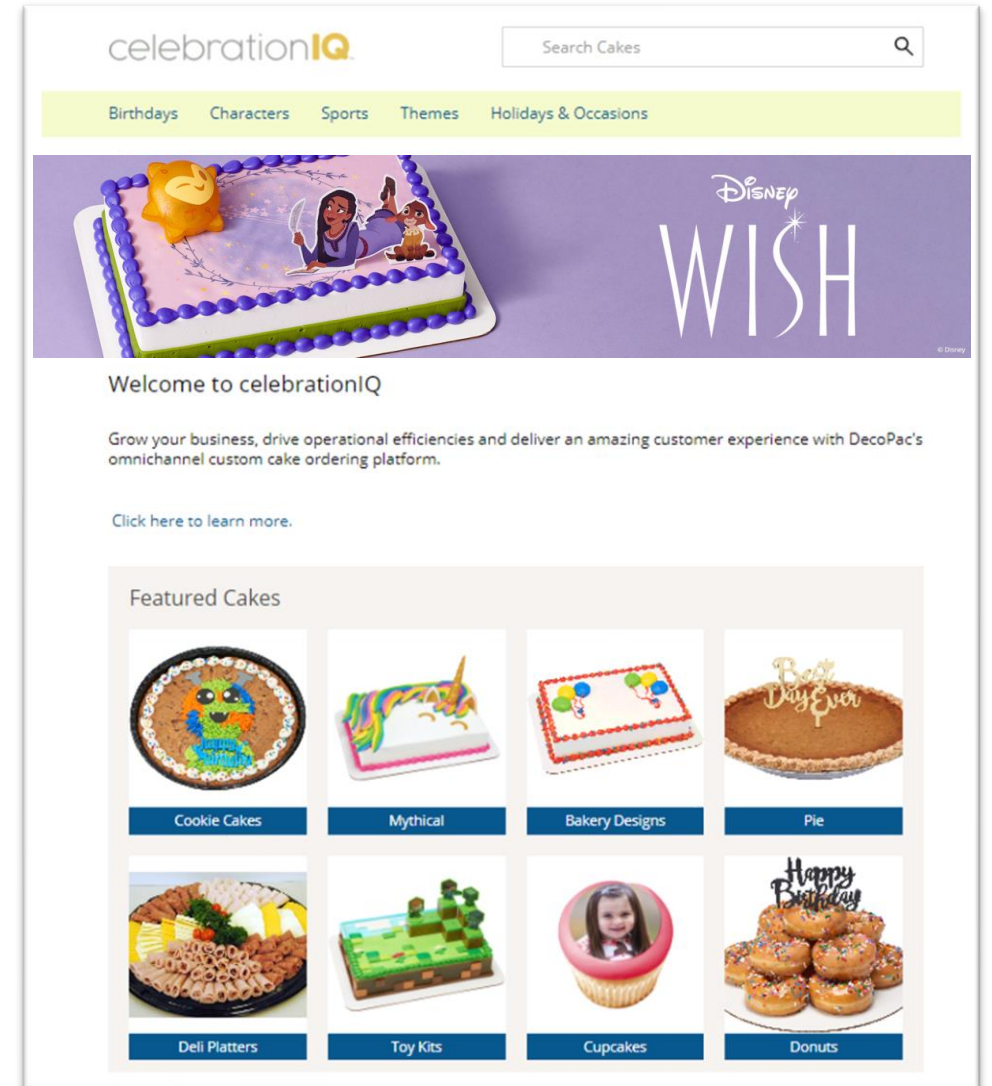 celebrationIQ
Search Cakes
Birthdays Characters Sports Themes Holidays & Occasions
Disney
WISH
© Disney
Welcome to celebrationIQ
Grow your business, drive operational efficiencies and deliver an amazing customer experience with DecoPac's
omnichannel custom cake ordering platform.
Click here to learn more.
Featured Cakes
Best
Day Ever
Happy
Birthday
Cookie Cakes Mythical Bakery Designs Pie
Happy
Birthday
Deli Platters Toy Kits Cupcakes Donuts